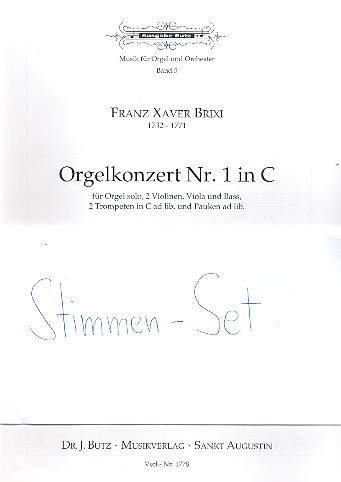 Ausgabe Butz
Musik für Orgel und Orchester
Band 5
FRANZ XAVER BRIXI
1732 - 1771
Orgelkonzert Nr. 1 in C
für Orgel solo, 2 Violinen, Viola und Bass,
2 Trompeten in C ad lib. und Pauken ad lib.
Stimmen - Set
DR. J. BUTZ · MUSIKVERLAG · SANKT AUGUSTIN
Verl.- Nr. 1778